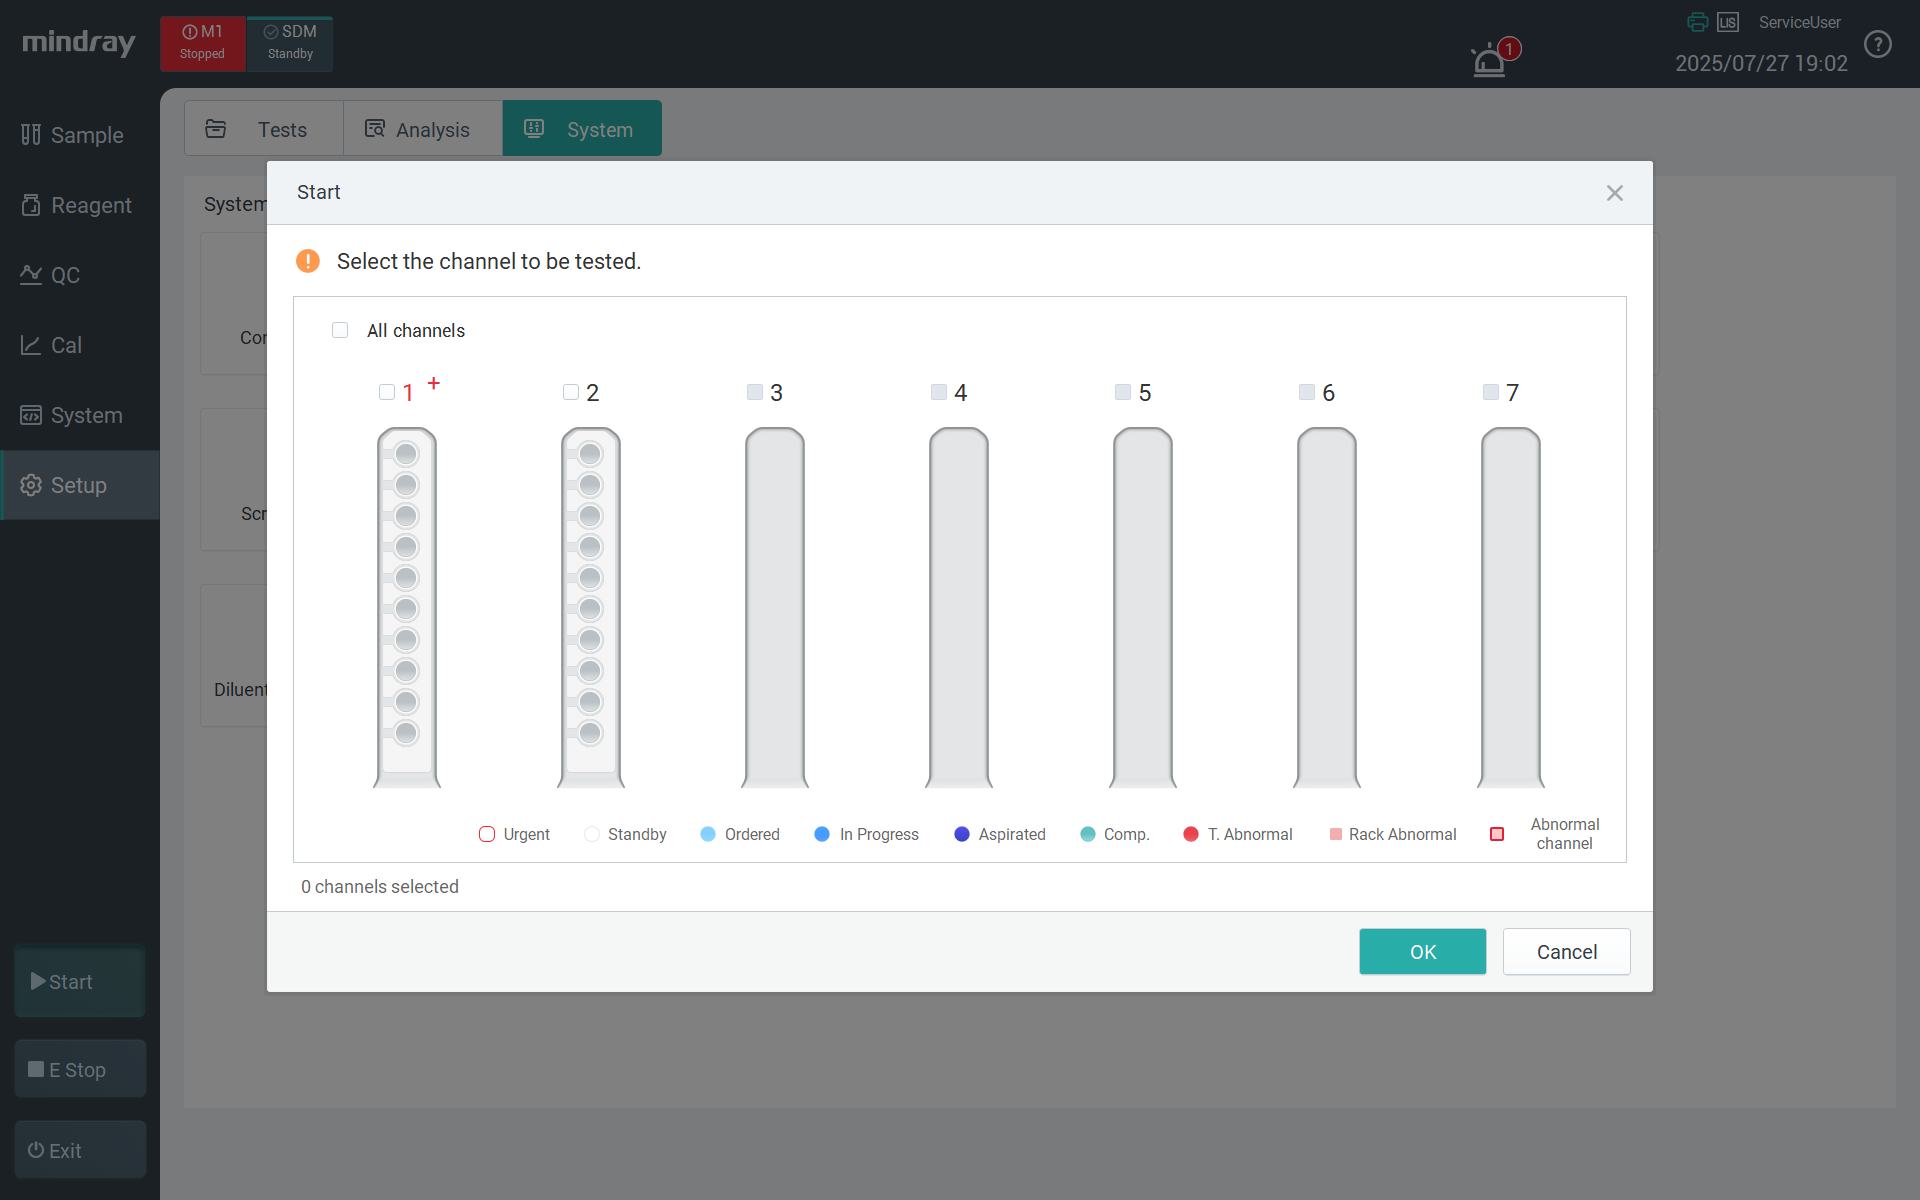 mindray
M1
Stopped
SDM
Standby
1
LIS
ServiceUser
2025/07/27 19:02
?
Sample
Reagent
QC
Cal
System
Setup
Start
E Stop
Exit
Tests
Analysis
System
System
Cor
Scr
Diluent
Start
Select the channel to be tested.
All channels
1 +
2
3
4
5
6
7
Urgent
Standby
Ordered
In Progress
Aspirated
Comp.
T. Abnormal
Rack Abnormal
Abnormal
channel
0 channels selected
OK
Cancel